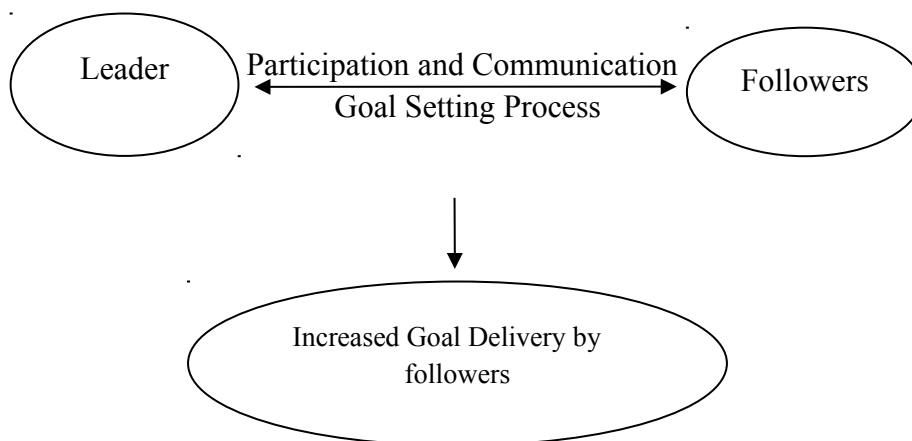 Leader
Participation and Communication
Goal Setting Process
Followers
Increased Goal Delivery by
followers